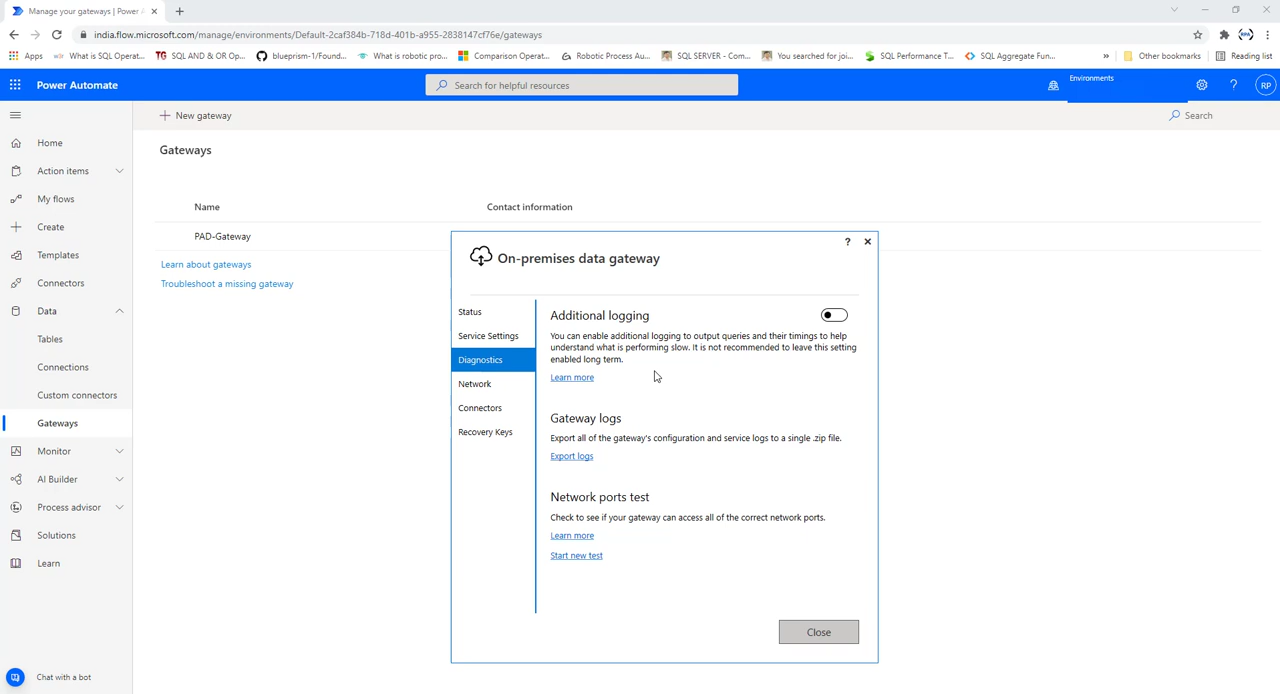 Manage your gateways | Power A
india.flow.microsoft.com/manage/environments/Default-2caf384b-718d-401b-a955-2838147cf76e/gateways
Apps
What is SQL Operat...
TG SQL AND & OR Op...
blueprism-1/Found...
What is robotic pro...
Comparison Operat...
Robotic Process Au...
SQL SERVER - Com...
You searched for joi...
SQL Performance T...
SQL Aggregate Fun...
»
Other bookmarks
Reading list
Power Automate
Search for helpful resources
Environments
?
RP
New gateway
Search
Home
Action items
My flows
Create
Templates
Connectors
Data
Tables
Connections
Custom connectors
Gateways
Monitor
AI Builder
Process advisor
Solutions
Learn
Chat with a bot
Gateways
Name
Contact information
PAD-Gateway
Learn about gateways
Troubleshoot a missing gateway
?
On-premises data gateway
Status
Service Settings
Diagnostics
Network
Connectors
Recovery Keys
Additional logging
You can enable additional logging to output queries and their timings to help
understand what is performing slow. It is not recommended to leave this setting
enabled long term.
Learn more
Gateway logs
Export all of the gateway's configuration and service logs to a single .zip file.
Export logs
Network ports test
Check to see if your gateway can access all of the correct network ports.
Learn more
Start new test
Close